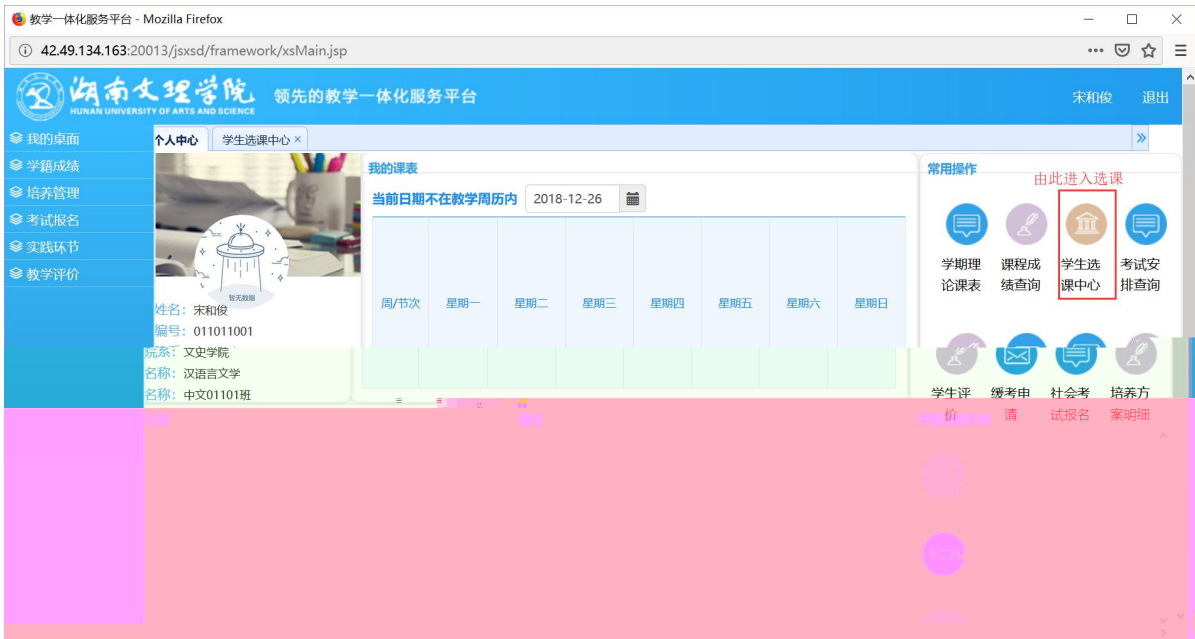 教学一体化服务平台 - Mozilla Firefox
42.49.134.163:20013/jsxsd/framework/xsMain.jsp
湖南文理学院
HUNAN UNIVERSITY OF ARTS AND SCIENCE
领先的教学一体化服务平台
宋和俊 退出
我的桌面
学籍成绩
培养管理
考试报名
实践环节
教学评价
个人中心 学生选课中心 ×
暂无数据
姓名：宋和俊
编号：011011001
院系：文史学院
名称：汉语言文学
名称：中文01101班
我的课表
当前日期不在教学周历内 2018-12-26
周/节次 星期一 星期二 星期三 星期四 星期五 星期六 星期日
常用操作
由此进入选课
学期理论课表
课程成绩查询
学生选课中心
考试安排查询
学生评价
缓考申请
社会考试报名
培养方案明细